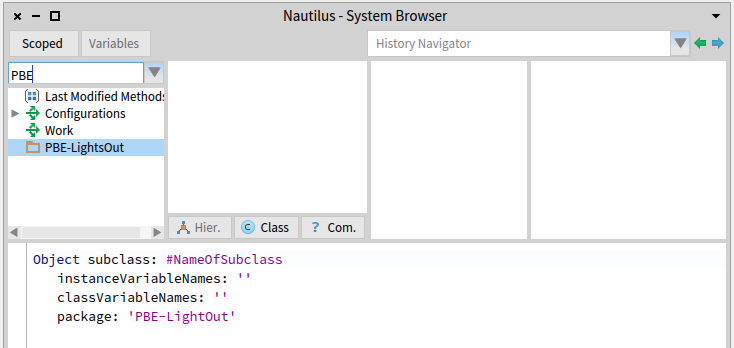 Nautilus - System Browser
Scoped
Variables
History Navigator
PBE
Last Modified Methods
Configurations
Work
PBE-LightsOut
Hier.
C Class
? Com.
Object subclass: #NameOfSubclass
instanceVariableNames: ''
classVariableNames: ''
package: 'PBE-LightOut'